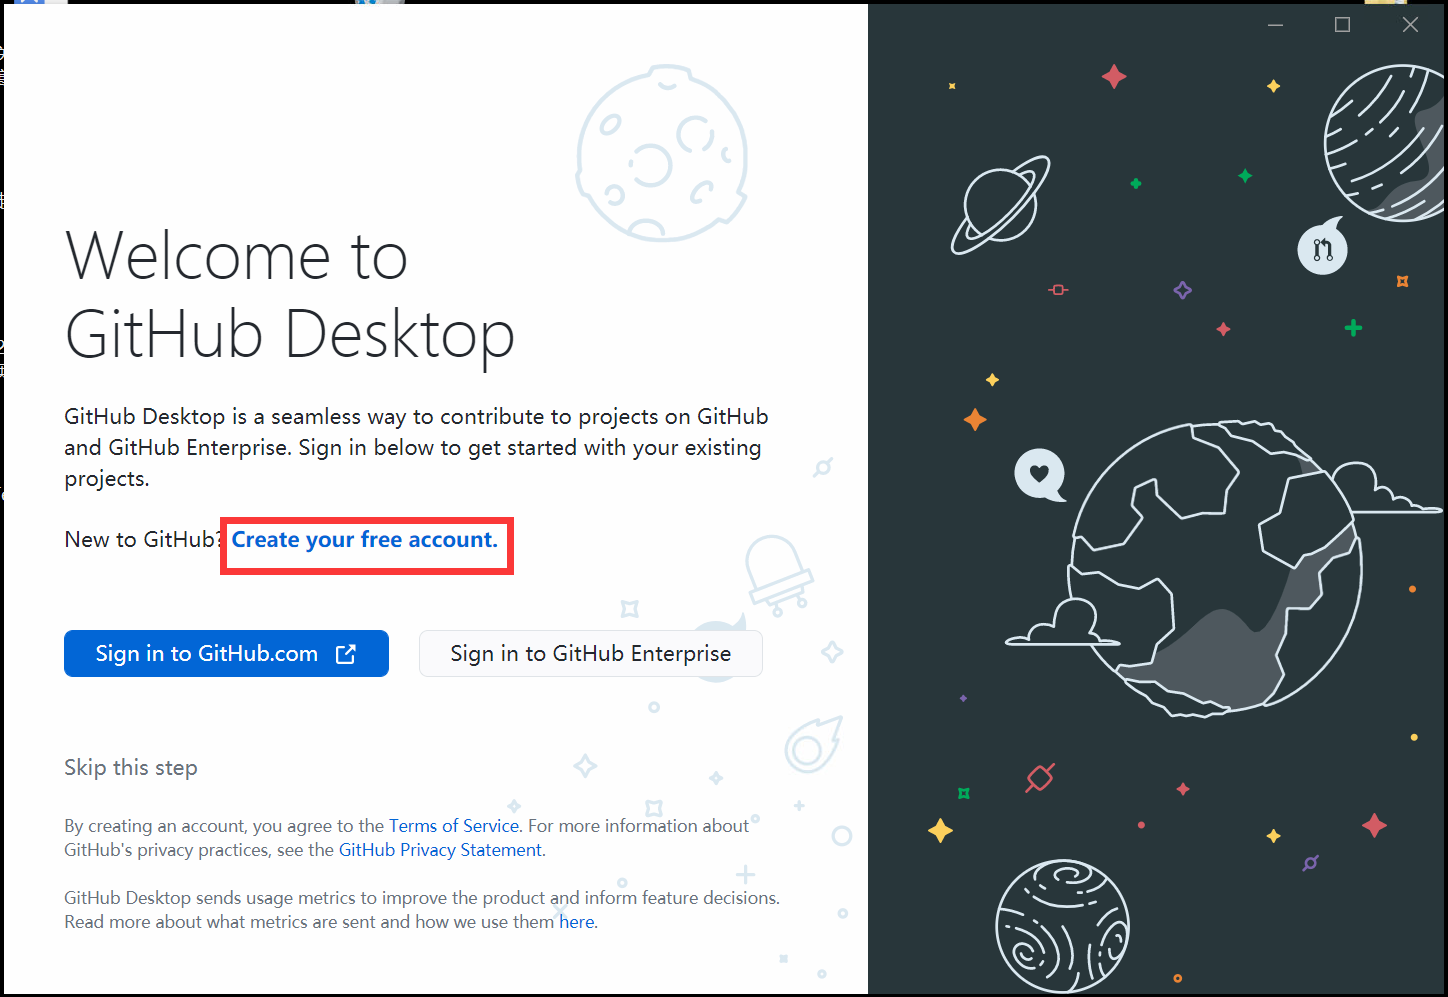 Welcome to
GitHub Desktop
GitHub Desktop is a seamless way to contribute to projects on GitHub
and GitHub Enterprise. Sign in below to get started with your existing
projects.
New to GitHub? Create your free account.
Sign in to GitHub.com
Sign in to GitHub Enterprise
Skip this step
By creating an account, you agree to the Terms of Service. For more information about
GitHub's privacy practices, see the GitHub Privacy Statement.
GitHub Desktop sends usage metrics to improve the product and inform feature decisions.
Read more about what metrics are sent and how we use them here.